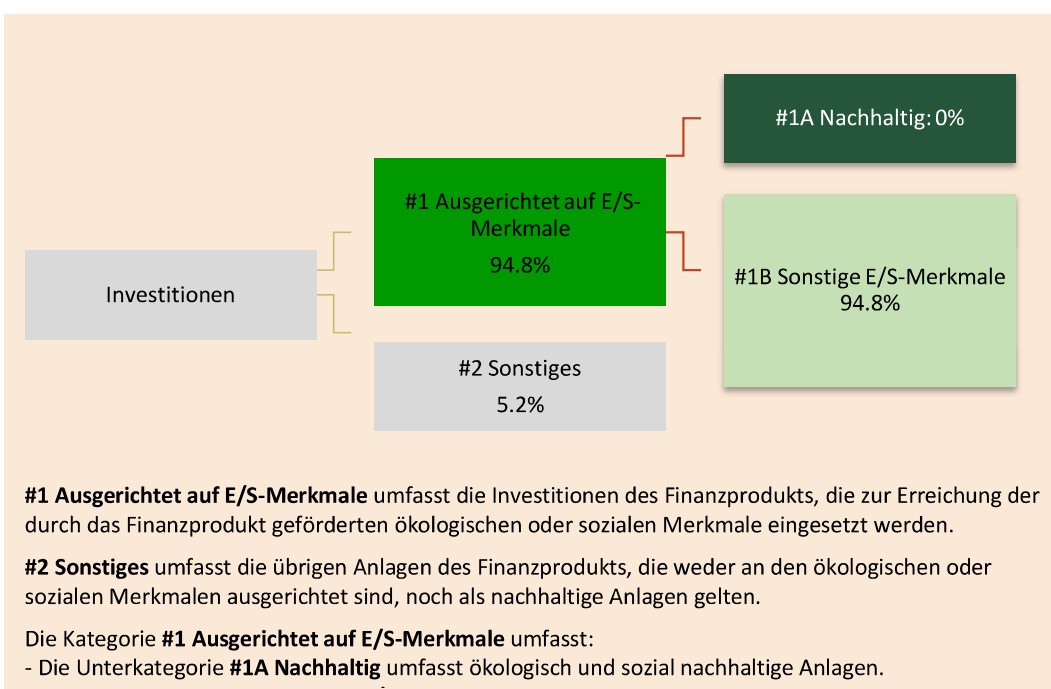 #1A Nachhaltig: 0%
#1 Ausgerichtet auf E/S-
Merkmale
94.8%
Investitionen
#1B Sonstige E/S-Merkmale
94.8%
#2 Sonstiges
5.2%
#1 Ausgerichtet auf E/S-Merkmale umfasst die Investitionen des Finanzprodukts, die zur Erreichung der
durch das Finanzprodukt geförderten ökologischen oder sozialen Merkmale eingesetzt werden.
#2 Sonstiges umfasst die übrigen Anlagen des Finanzprodukts, die weder an den ökologischen oder
sozialen Merkmalen ausgerichtet sind, noch als nachhaltige Anlagen gelten.
Die Kategorie #1 Ausgerichtet auf E/S-Merkmale umfasst:
- Die Unterkategorie #1A Nachhaltig umfasst ökologisch und sozial nachhaltige Anlagen.